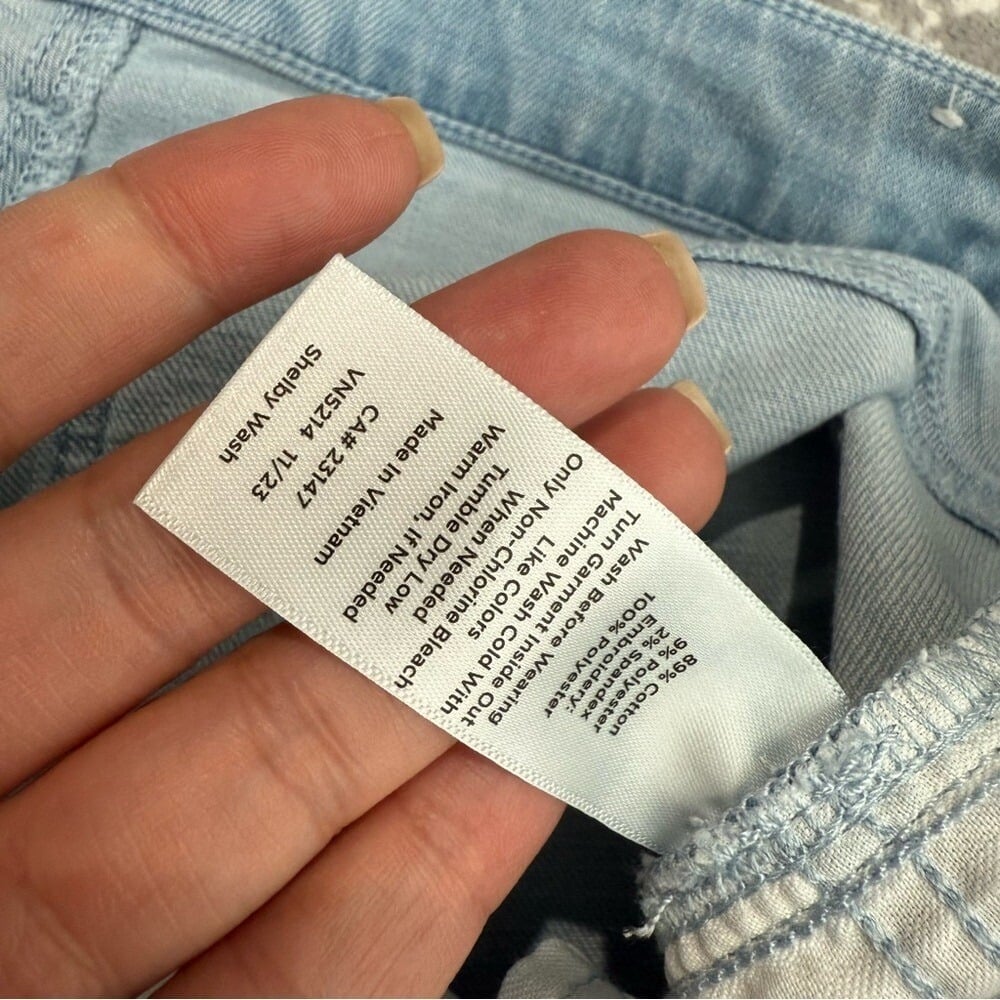 89% Cotton
9% Polyester
2% Spandex
Embroidery:
100% Polyester
Wash Before Wearing
Turn Garment Inside Out
Machine Wash Cold With
Like Colors
Only Non-Chlorine Bleach
When Needed
Tumble Dry Low
Warm Iron, If Needed
Made In Vietnam
CA# 23147
VN5214 11/23
Shelby Wash